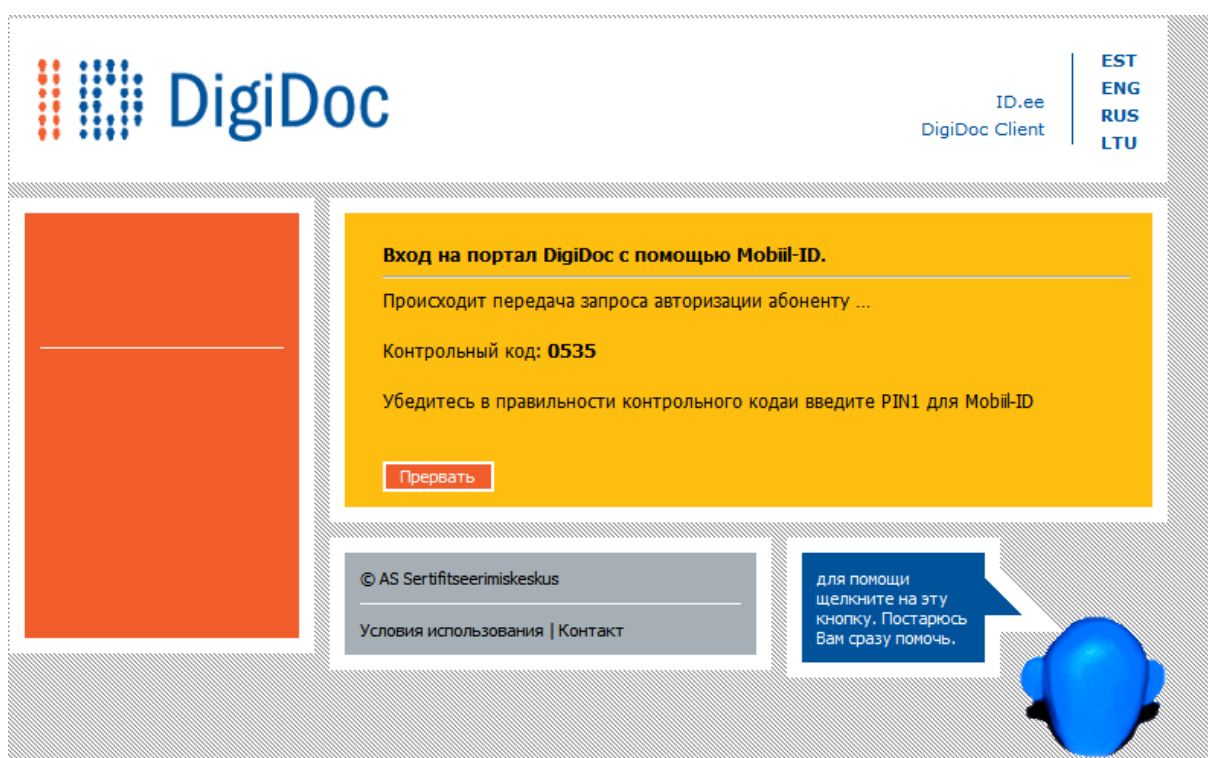 DigiDoc
ID.ee
DigiDoc Client
EST
ENG
RUS
LTU
Вход на портал DigiDoc с помощью Mobiil-ID.
Происходит передача запроса авторизации абоненту ...
Контрольный код: 0535
Убедитесь в правильности контрольного кодаи введите PIN1 для Mobiil-ID
Прервать
© AS Sertifitseerimiskeskus
Условия использования | Контакт
для помощи
щелкните на эту
кнопку. Постараюсь
Вам сразу помочь.